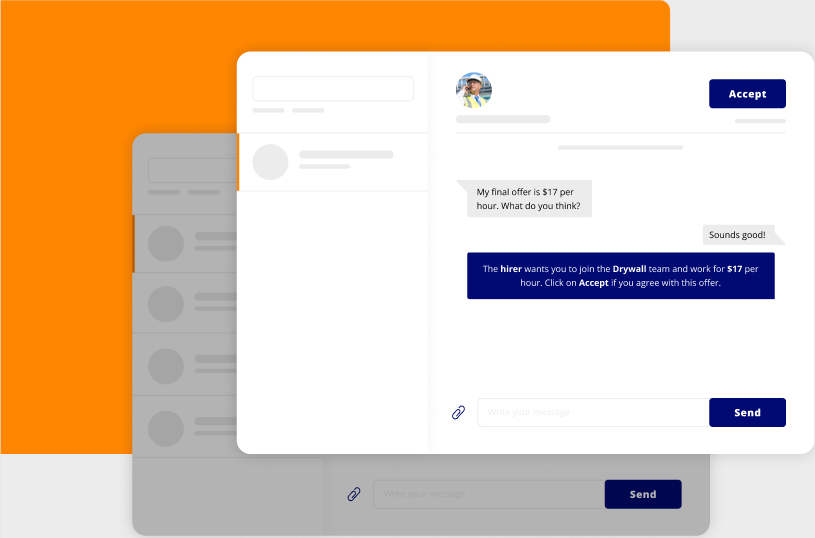 Accept
My final offer is $17 per
hour. What do you think?
Sounds good!
The hirer wants you to join the Drywall team and work for $17 per
hour. Click on Accept if you agree with this offer.
Write your message
Send
Write your message
Send